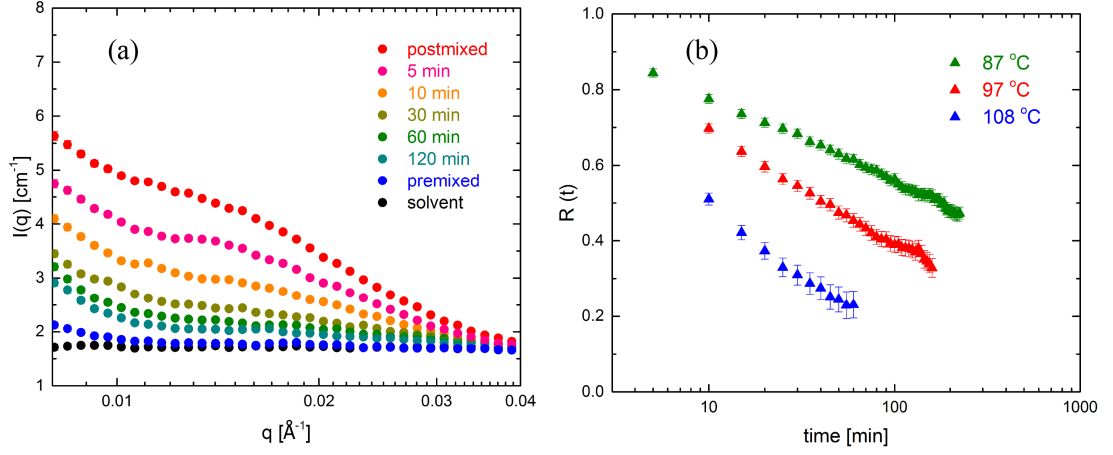 (a)
I(q) [cm⁻¹]
8
7
6
5
4
3
2
1
postmixed
5 min
10 min
30 min
60 min
120 min
premixed
solvent
0.01
0.02
0.03
0.04
q [Å⁻¹]
(b)
R (t)
1.0
0.8
0.6
0.4
0.2
0.0
87 °C
97 °C
108 °C
10
100
1000
time [min]